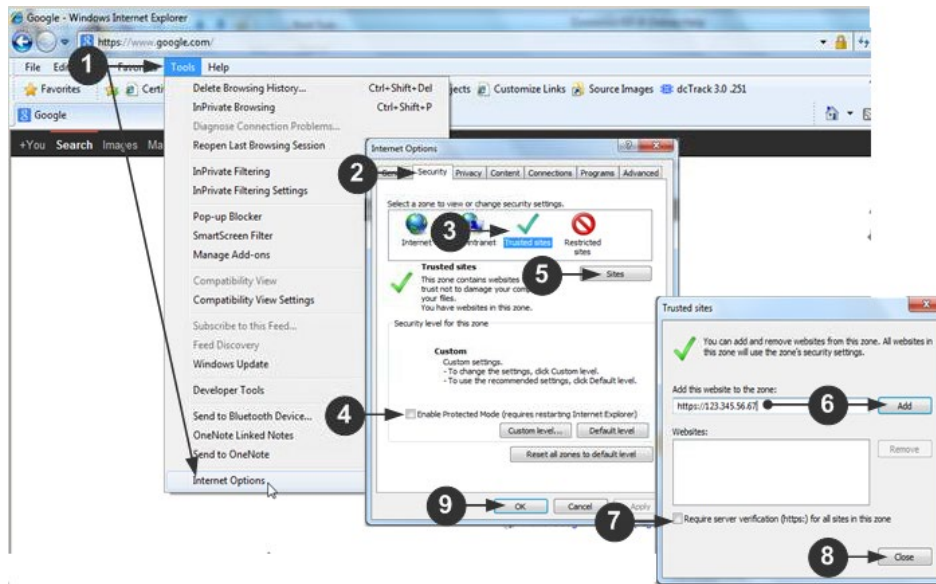 Google - Windows Internet Explorer
https://www.google.com/
File Tools Help
Favorites Customize Links Source Images dcTrack 3.0 .251
Google
+You Search Images
1
Delete Browsing History... Ctrl+Shift+Del
InPrivate Browsing Ctrl+Shift+P
Diagnose Connection Problems...
Reopen Last Browsing Session
InPrivate Filtering
InPrivate Filtering Settings
Pop-up Blocker
SmartScreen Filter
Manage Add-ons
Compatibility View
Compatibility View Settings
Subscribe to this Feed...
Feed Discovery
Windows Update
Developer Tools
Send to Bluetooth Device...
OneNote Linked Notes
Send to OneNote
Internet Options
Internet Options
2
Security Privacy Content Connections Programs Advanced
Select a zone to view or change security settings.
3
Internet Trusted sites Restricted
sites
Trusted sites
5 Sites
This zone contains websites
trust not to damage your
your files.
You have websites in this zone.
Security level for this zone
Custom
Custom settings.
- To change the settings, click Custom level.
- To use the recommended settings, click Default level.
4 Enable Protected Mode (requires restarting Internet Explorer)
Custom level... Default level
Reset all zones to default level
9 OK Cancel Apply
Trusted sites
You can add and remove websites from this zone. All websites in
this zone will use the zone's security settings.
Add this website to the zone:
https://123.345.56.67 6 Add
Websites:
Remove
7 Require server verification (https:) for all sites in this zone
8 Close